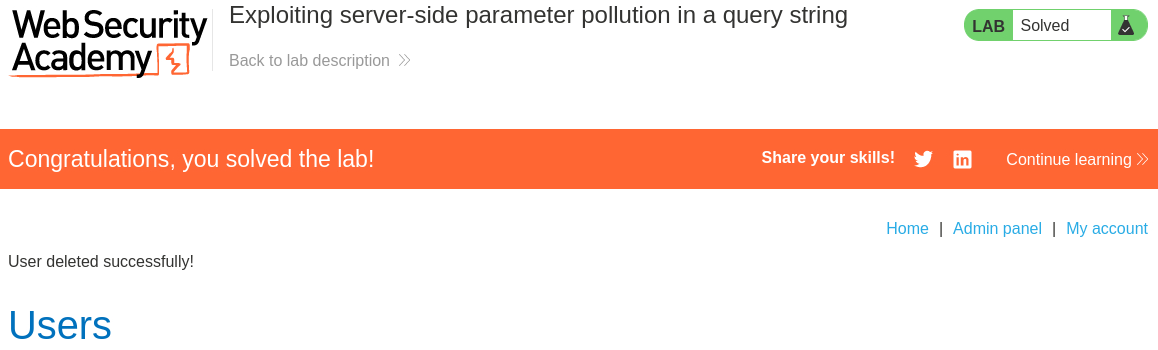 Web Security
Academy
Exploiting server-side parameter pollution in a query string
Back to lab description
LAB Solved
Congratulations, you solved the lab!
Share your skills!
Continue learning
Home | Admin panel | My account
User deleted successfully!
Users